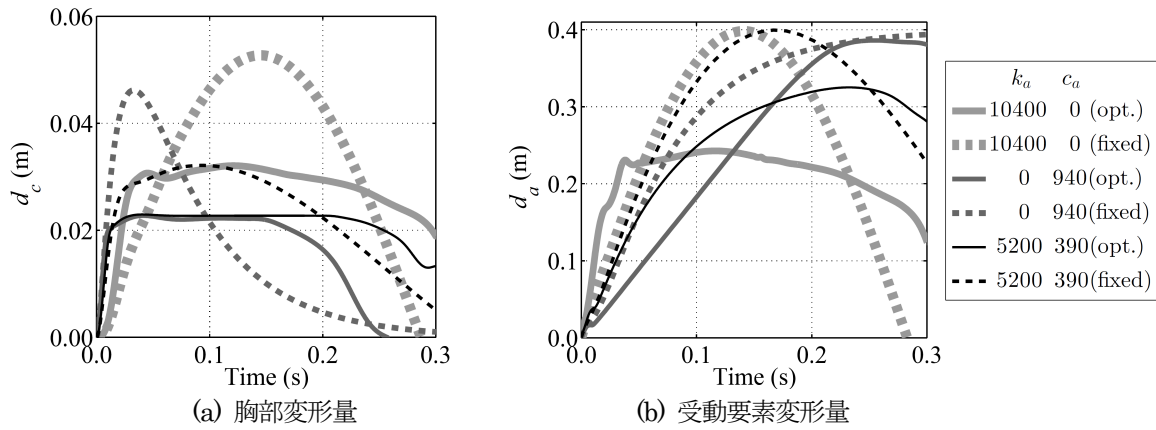 0.06
0.04
0.02
0.00
d_c (m)
0.0 0.1 0.2 0.3
Time (s)
(a) 胸部変形量
0.4
0.3
0.2
0.1
0.0
d_a (m)
0.0 0.1 0.2 0.3
Time (s)
(b) 受動要素変形量
k_a c_a
10400 0 (opt.)
10400 0 (fixed)
0 940(opt.)
0 940(fixed)
5200 390(opt.)
5200 390(fixed)